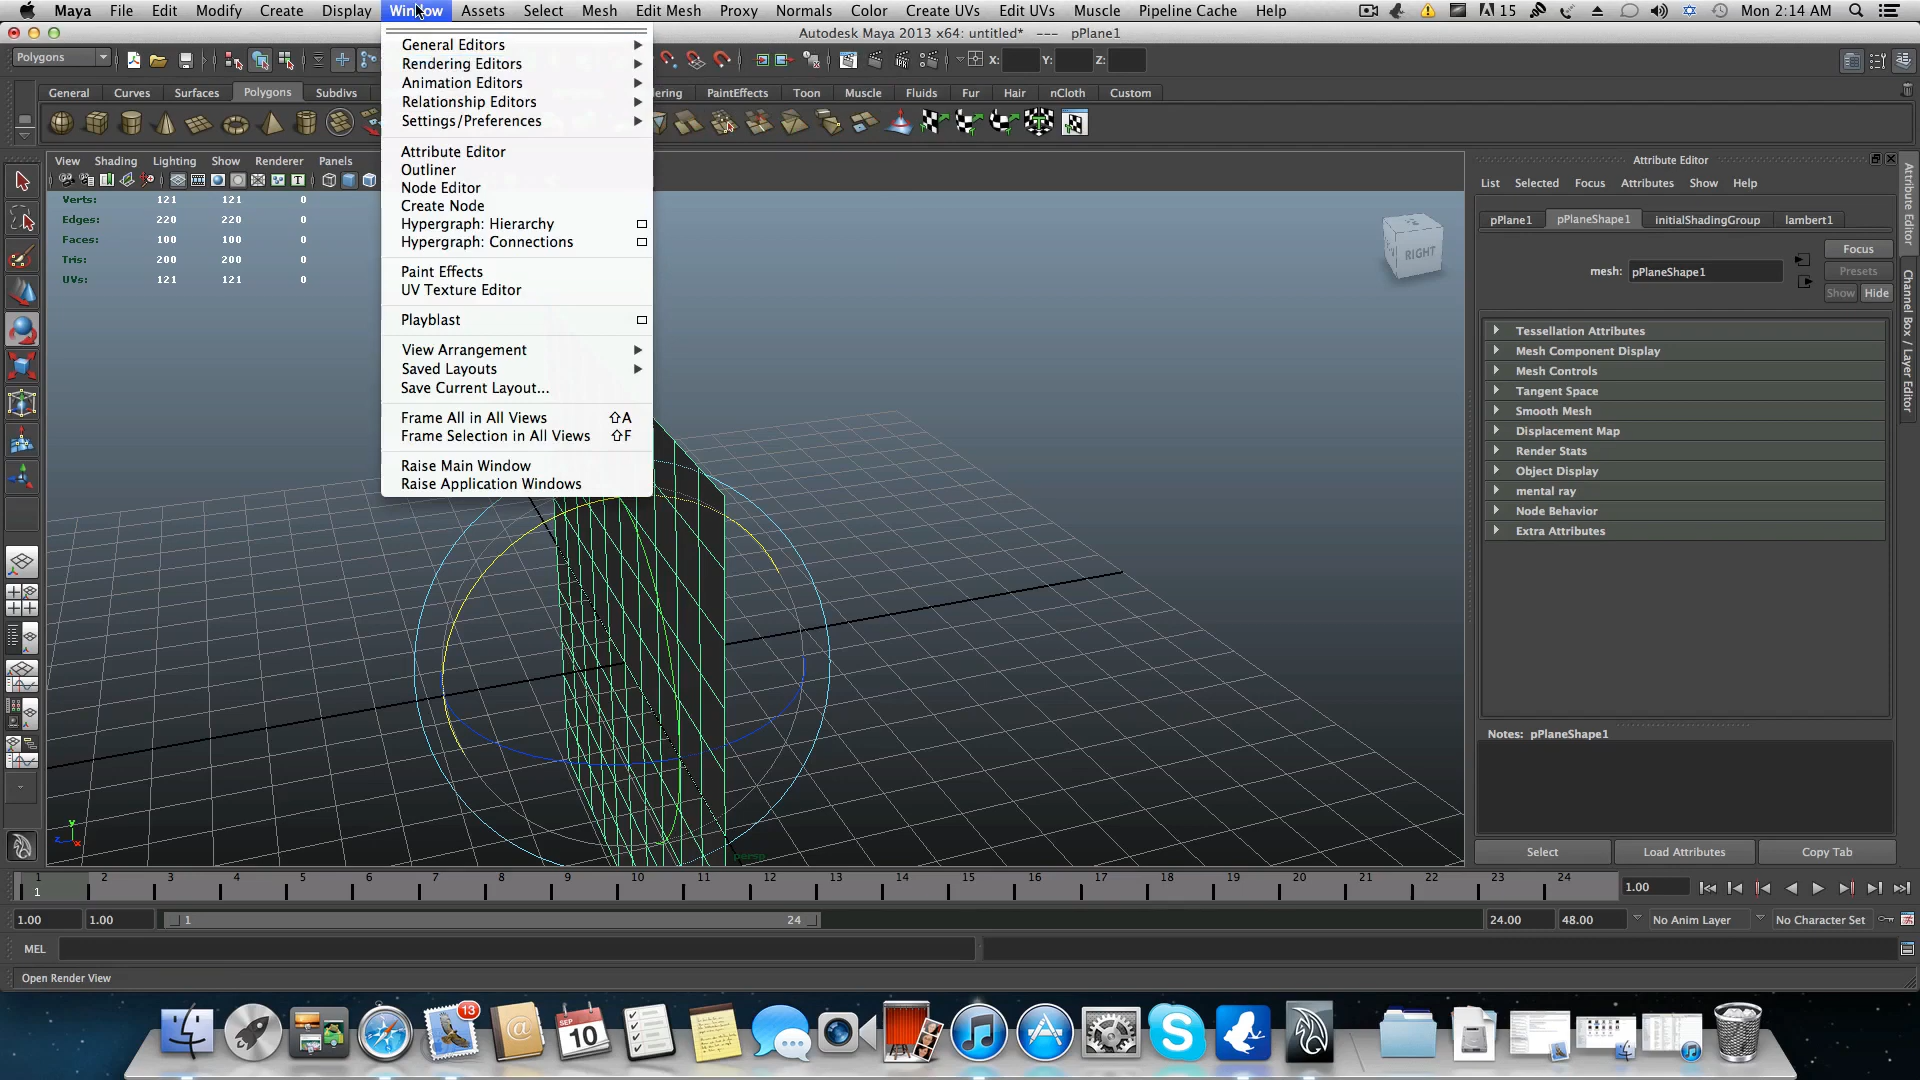 Maya File Edit Modify Create Display Window Assets Select Mesh Edit Mesh Proxy Normals Color Create UVs Edit UVs Muscle Pipeline Cache Help 15 Mon 2:14 AM
Autodesk Maya 2013 x64: untitled* --- pPlane1
Polygons X: Y: Z:
General Curves Surfaces Polygons Subdivs ering PaintEffects Toon Muscle Fluids Fur Hair nCloth Custom
General Editors
Rendering Editors
Animation Editors
Relationship Editors
Settings/Preferences
Attribute Editor
Outliner
Node Editor
Create Node
Hypergraph: Hierarchy
Hypergraph: Connections
Paint Effects
UV Texture Editor
Playblast
View Arrangement
Saved Layouts
Save Current Layout...
Frame All in All Views ⇧A
Frame Selection in All Views ⇧F
Raise Main Window
Raise Application Windows
View Shading Lighting Show Renderer Panels
Verts: 121 121 0
Edges: 220 220 0
Faces: 100 100 0
Tris: 200 200 0
UVs: 121 121 0
RIGHT
persp
y
z x
Attribute Editor
List Selected Focus Attributes Show Help
pPlane1 pPlaneShape1 initialShadingGroup lambert1
mesh: pPlaneShape1
Focus
Presets
Show Hide
Tessellation Attributes
Mesh Component Display
Mesh Controls
Tangent Space
Smooth Mesh
Displacement Map
Render Stats
Object Display
mental ray
Node Behavior
Extra Attributes
Notes: pPlaneShape1
Select Load Attributes Copy Tab
Attribute Editor
Channel Box / Layer Editor
1 2 3 4 5 6 7 8 9 10 11 12 13 14 15 16 17 18 19 20 21 22 23 24
1 1.00
1.00 1.00 1 24 24.00 48.00 No Anim Layer No Character Set
MEL
Open Render View
13
SEP
10